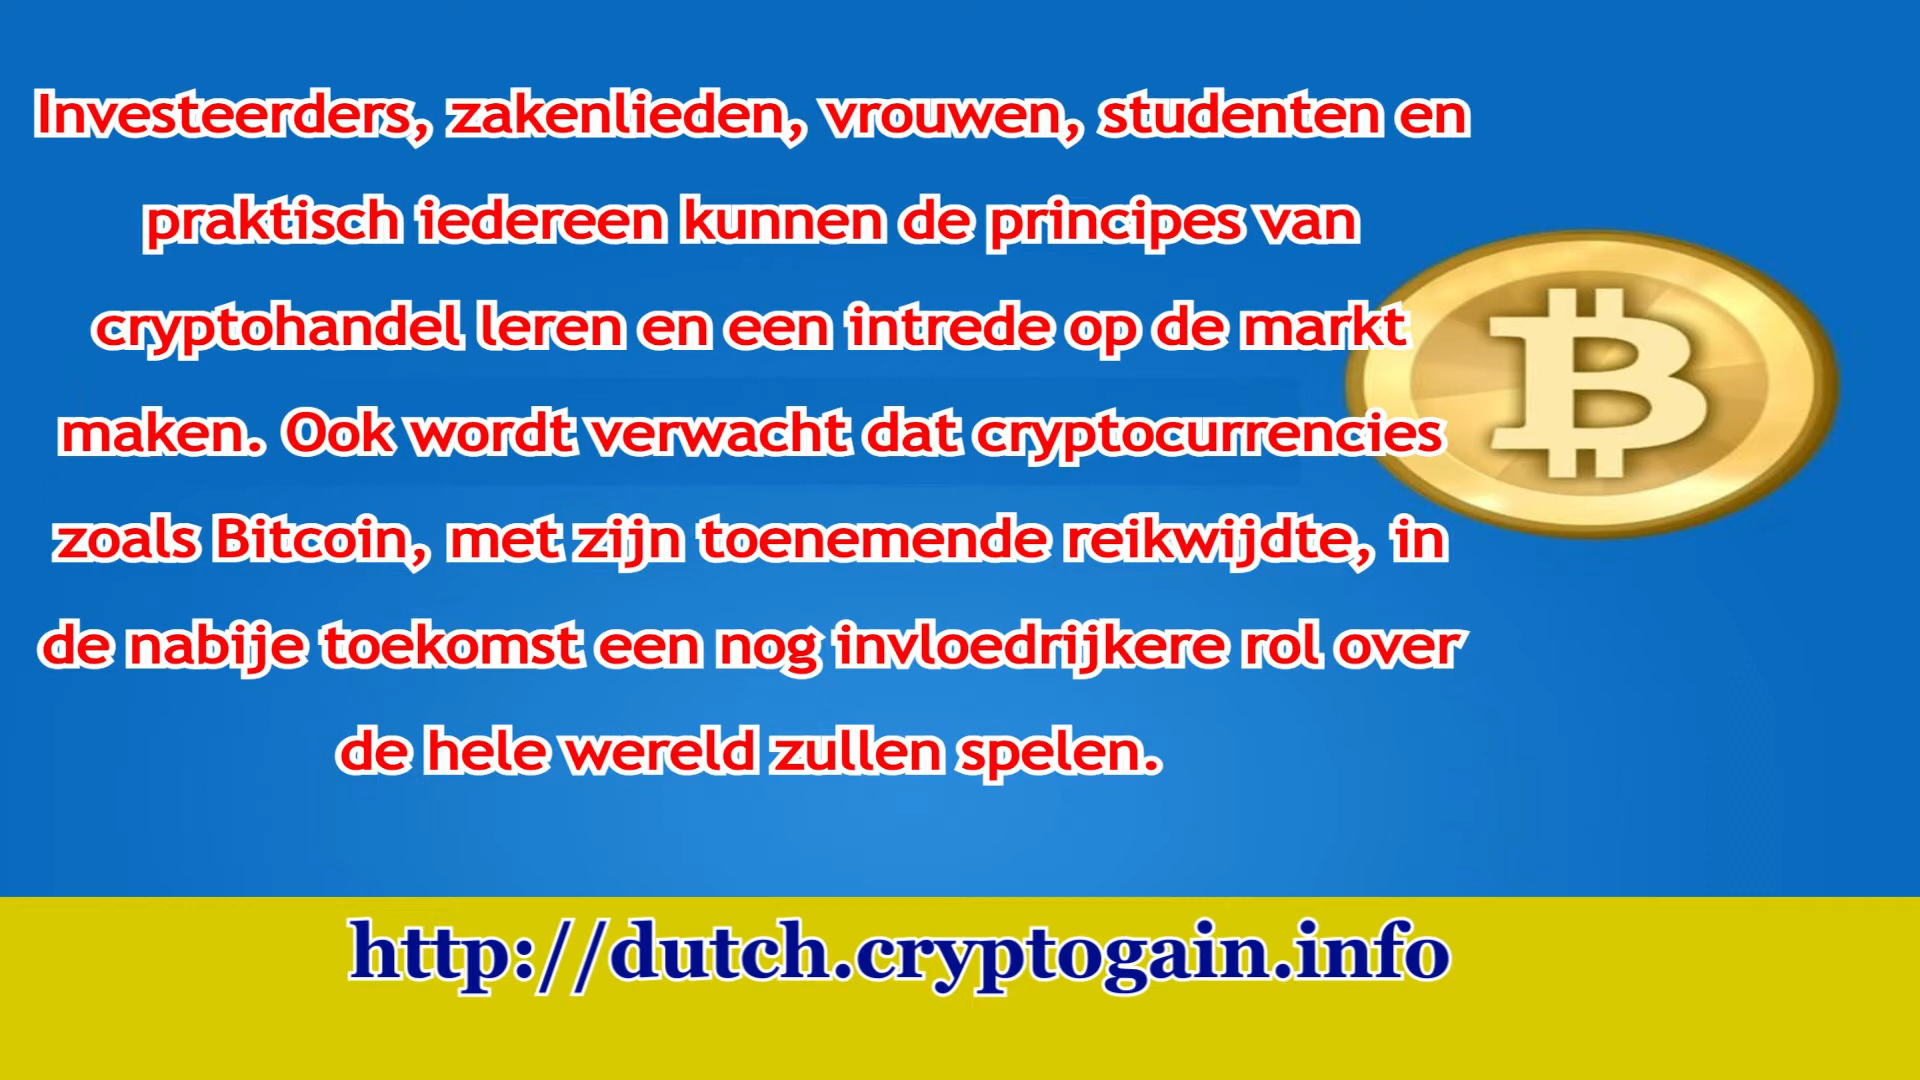 Investeerders, zakenlieden, vrouwen, studenten en
praktisch iedereen kunnen de principes van
cryptohandel leren en een intrede op de markt
maken. Ook wordt verwacht dat cryptocurrencies
zoals Bitcoin, met zijn toenemende reikwijdte, in
de nabije toekomst een nog invloedrijkere rol over
de hele wereld zullen spelen.
http://dutch.cryptogain.info